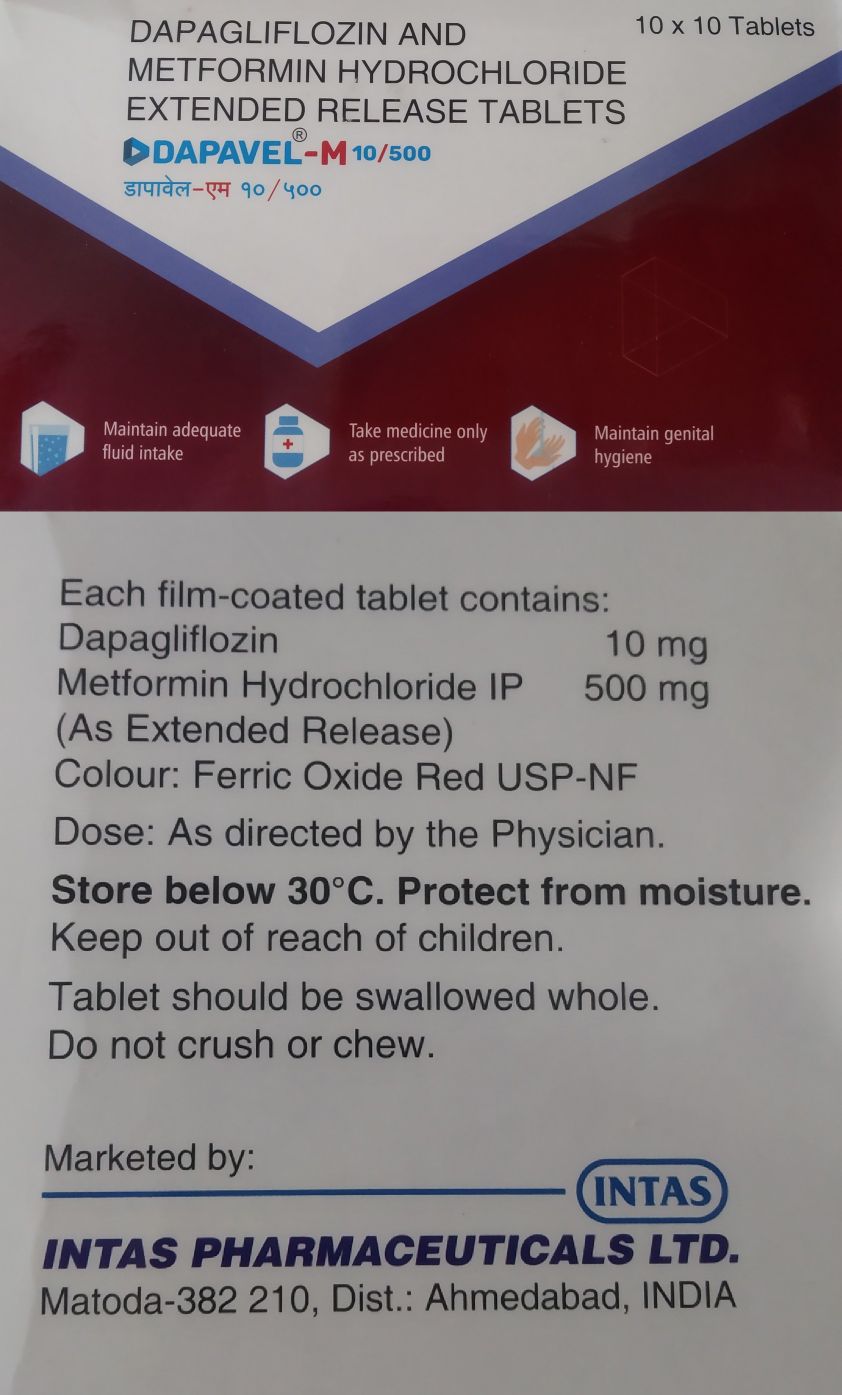 DAPAGLIFLOZIN AND
10 x 10 Tablets
METFORMIN HYDROCHLORIDE
EXTENDED RELEASE TABLETS
DAPAVEL®-M 10/500
डापावेल-एम १०/५००
Maintain adequate
fluid intake
Take medicine only
as prescribed
Maintain genital
hygiene
Each film-coated tablet contains:
Dapagliflozin 10 mg
Metformin Hydrochloride IP 500 mg
(As Extended Release)
Colour: Ferric Oxide Red USP-NF
Dose: As directed by the Physician.
Store below 30°C. Protect from moisture.
Keep out of reach of children.
Tablet should be swallowed whole.
Do not crush or chew.
Marketed by:
INTAS
INTAS PHARMACEUTICALS LTD.
Matoda-382 210, Dist.: Ahmedabad, INDIA